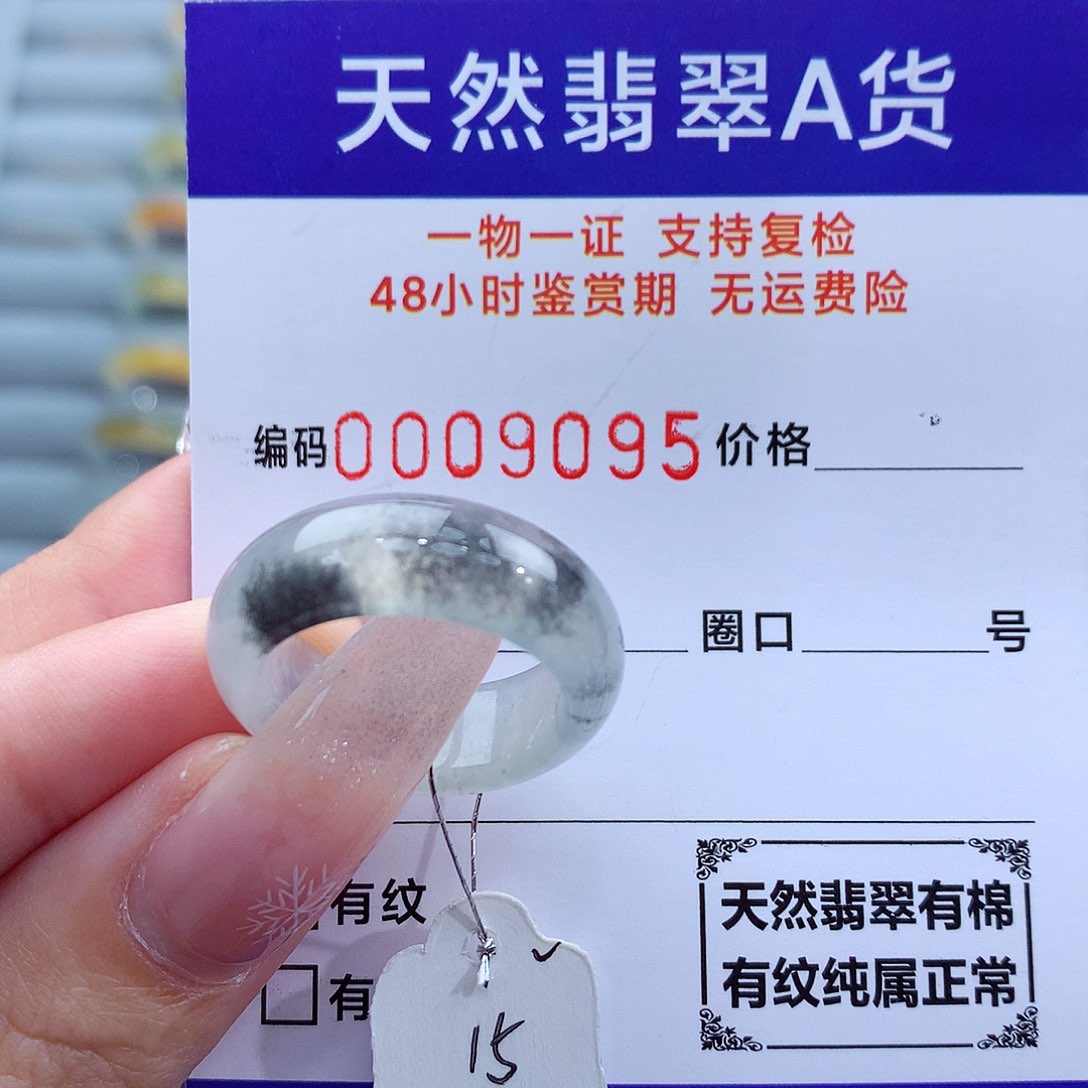 天然翡翠A货
一物一证 支持复检
48小时鉴赏期 无运费险
编码0009095价格
圈口 号
有纹
有
天然翡翠有棉
有纹纯属正常
15